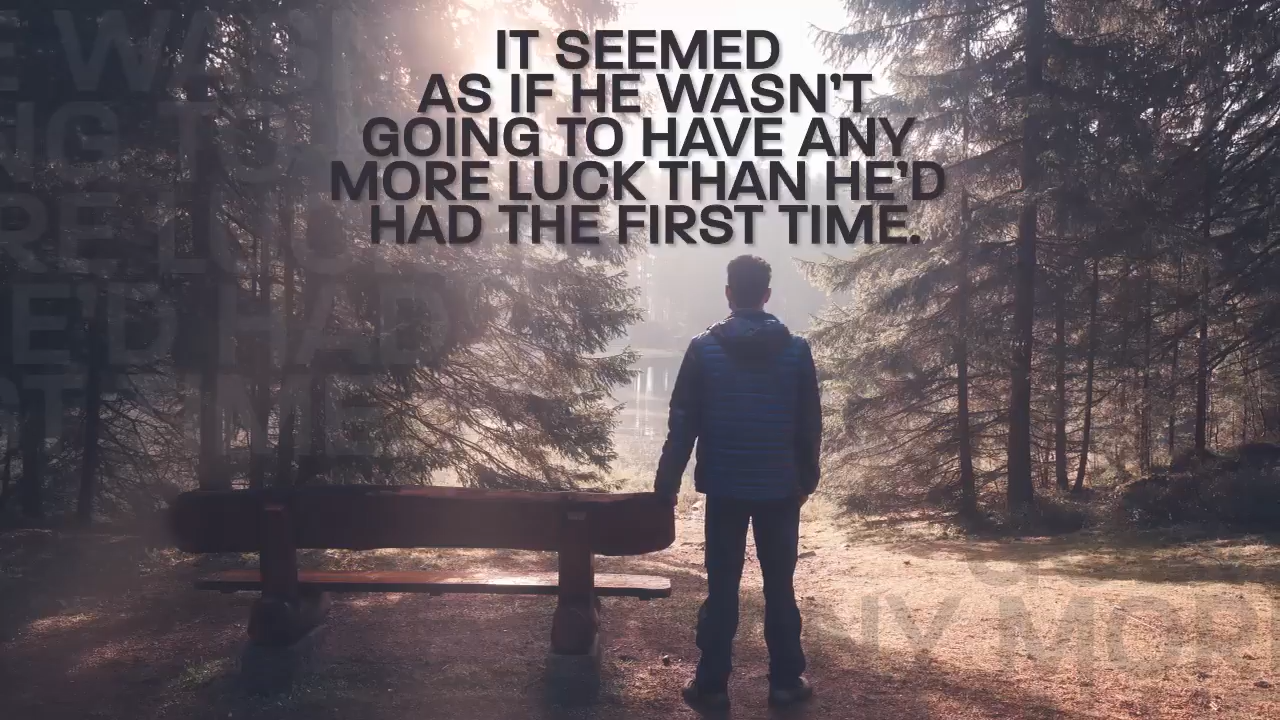 IT SEEMED
AS IF HE WASN'T
GOING TO HAVE ANY
MORE LUCK THAN HE'D
HAD THE FIRST TIME.